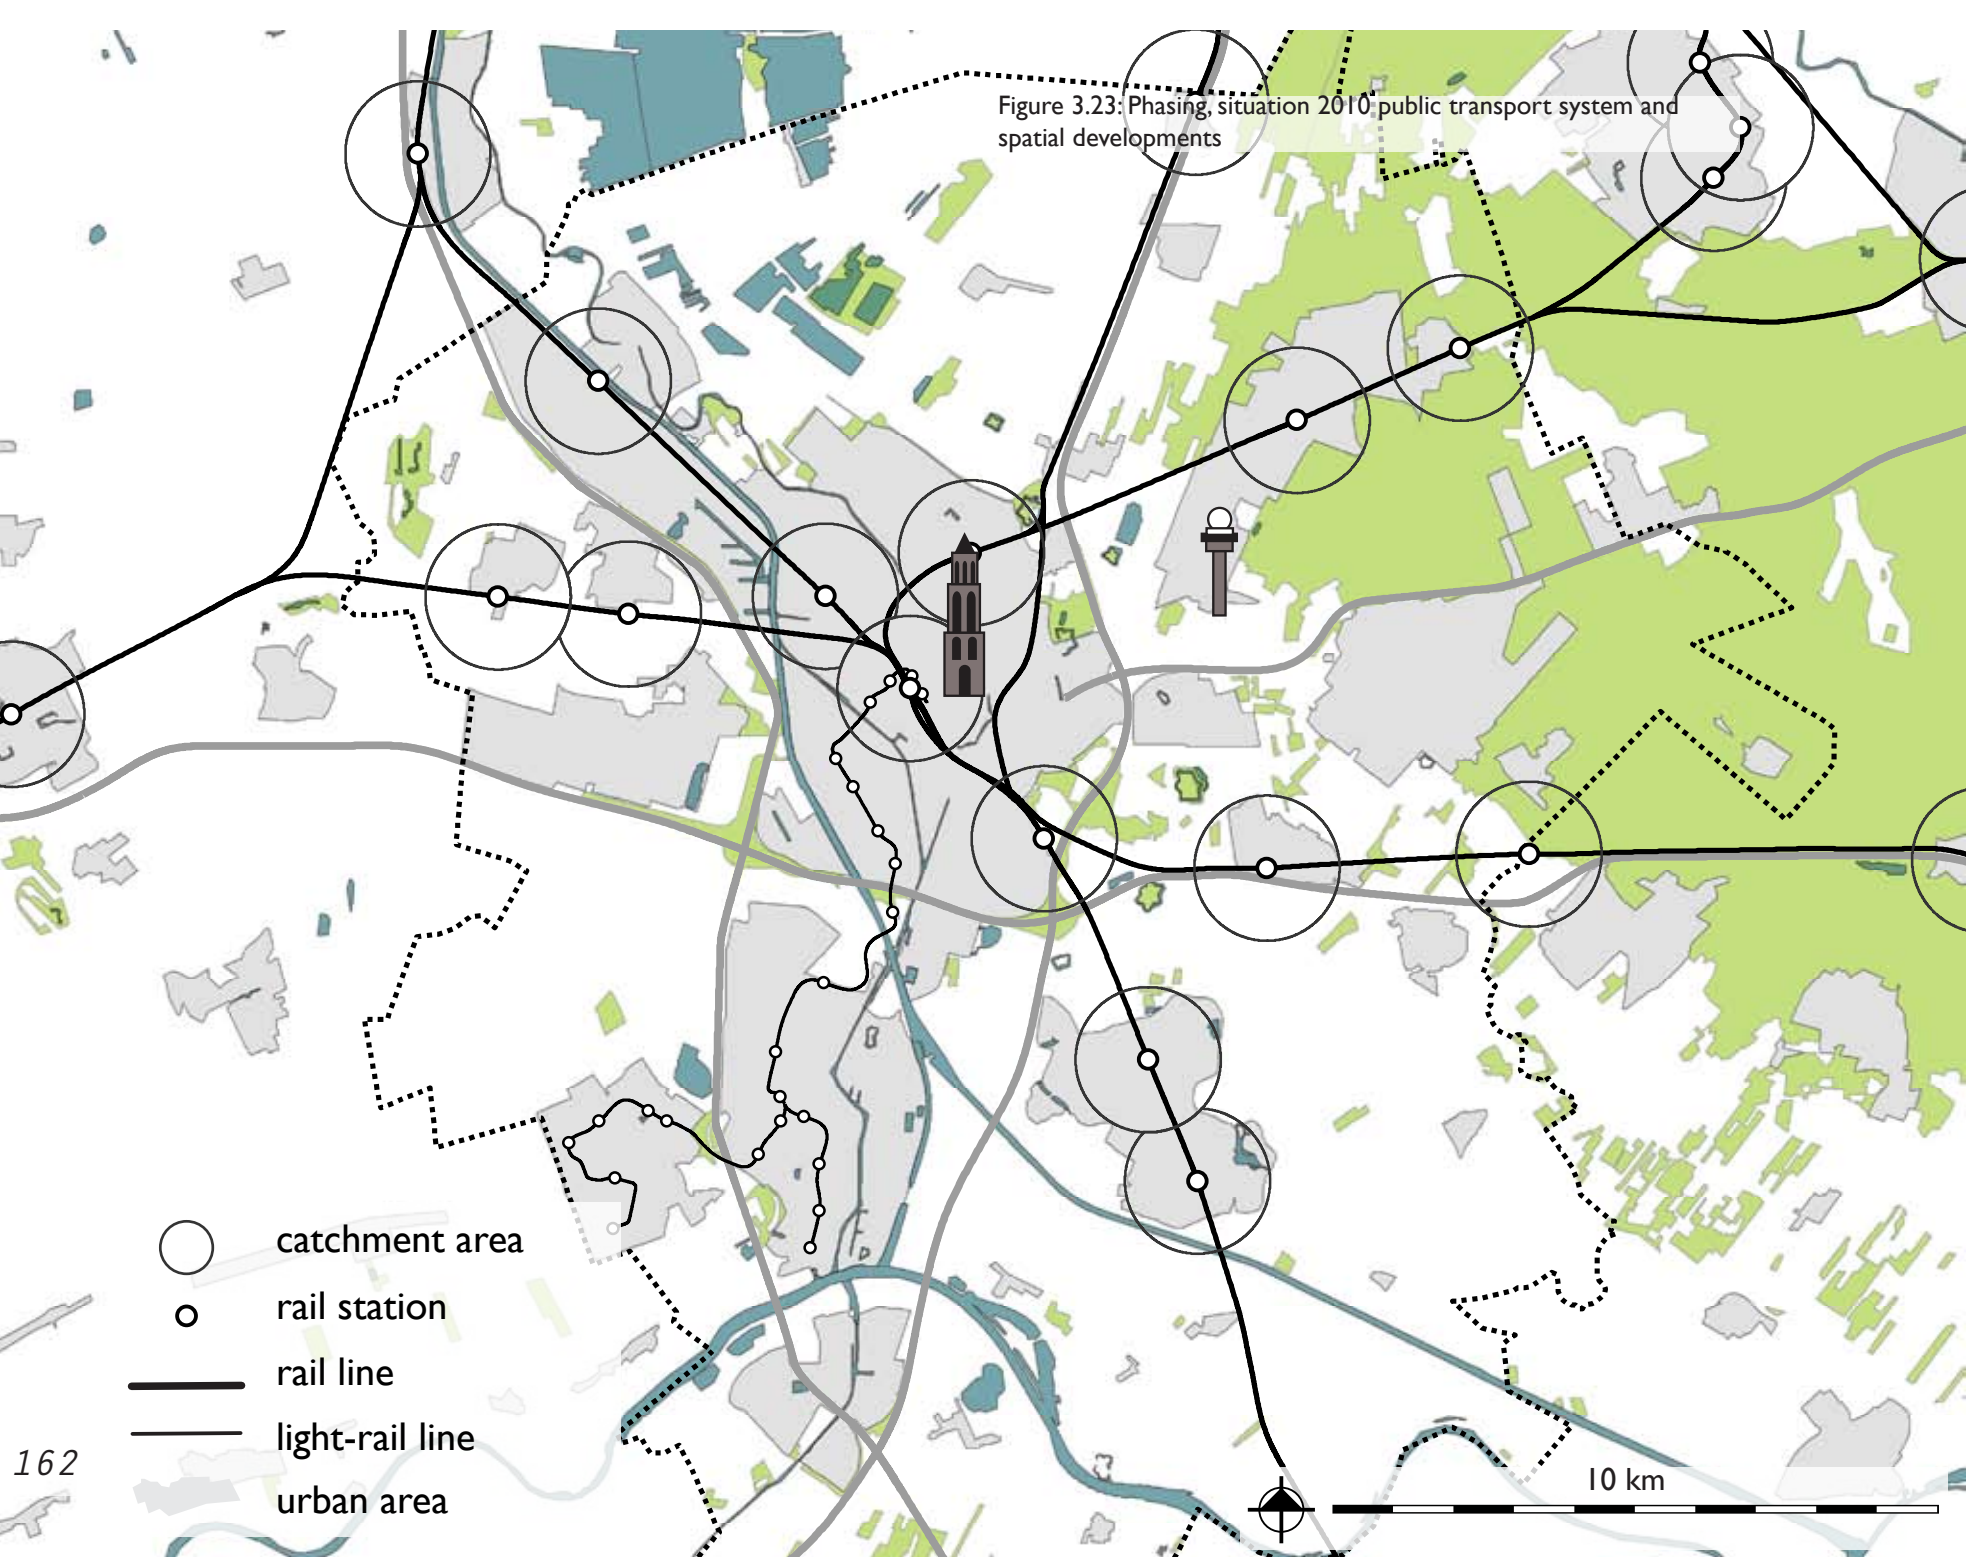 Figure 3.23: Phasing, situation 2010 public transport system and
spatial developments
catchment area
rail station
rail line
light-rail line
urban area
162
10 km